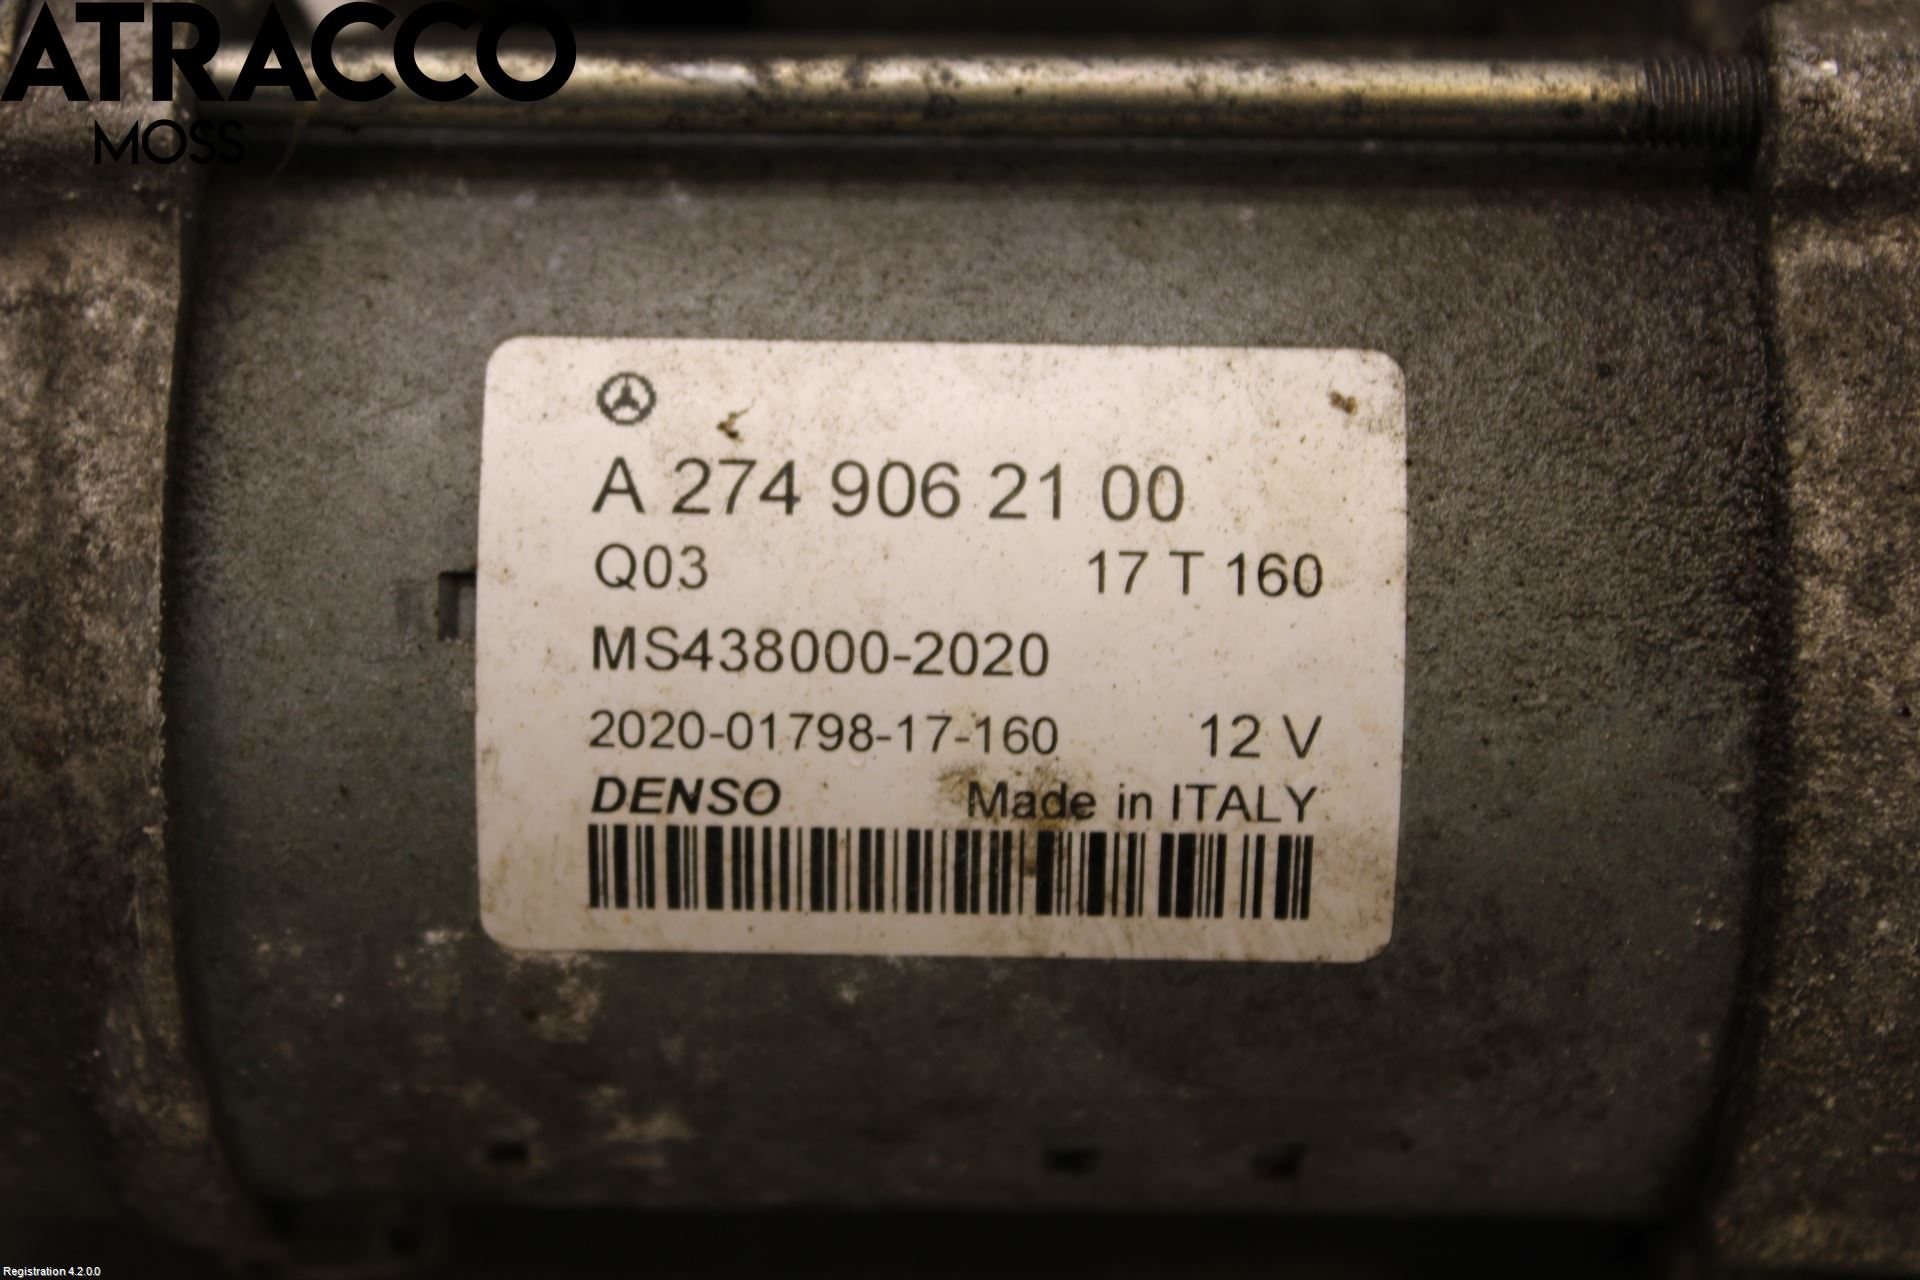 ATRACCO
MOSS
A 274 906 21 00
Q03 17 T 160
MS438000-2020
2020-01798-17-160 12 V
DENSO Made in ITALY
Registration 4.2.0.0